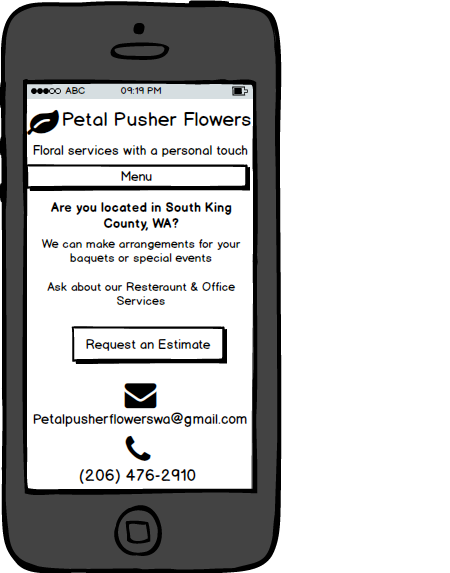 ABC 09:19 PM
Petal Pusher Flowers
Floral services with a personal touch
Menu
Are you located in South King
County, WA?
We can make arrangements for your
baquets or special events
Ask about our Resteraunt & Office
Services
Request an Estimate
Petalpusherflowerswa@gmail.com
(206) 476-2910